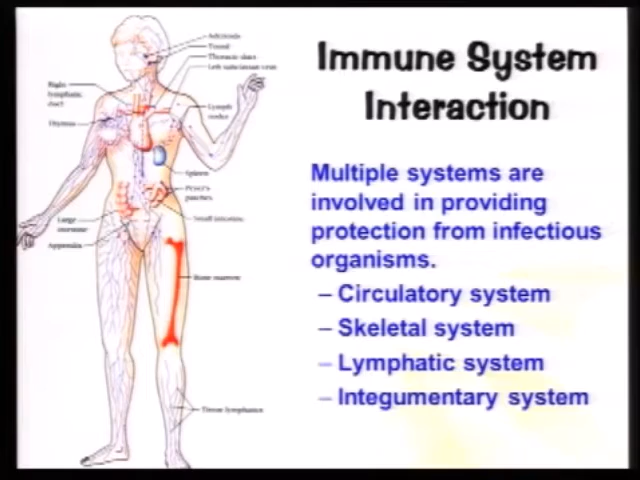 Immune System
Interaction
Multiple systems are
involved in providing
protection from infectious
organisms.
– Circulatory system
– Skeletal system
– Lymphatic system
– Integumentary system
Adenoids
Tonsil
Thoracic duct
Left subclavian vein
Right
lymphatic
duct
Lymph
nodes
Thymus
Spleen
Peyer's
patches
Small intestine
Large
intestine
Appendix
Bone marrow
Tissue lymphatics